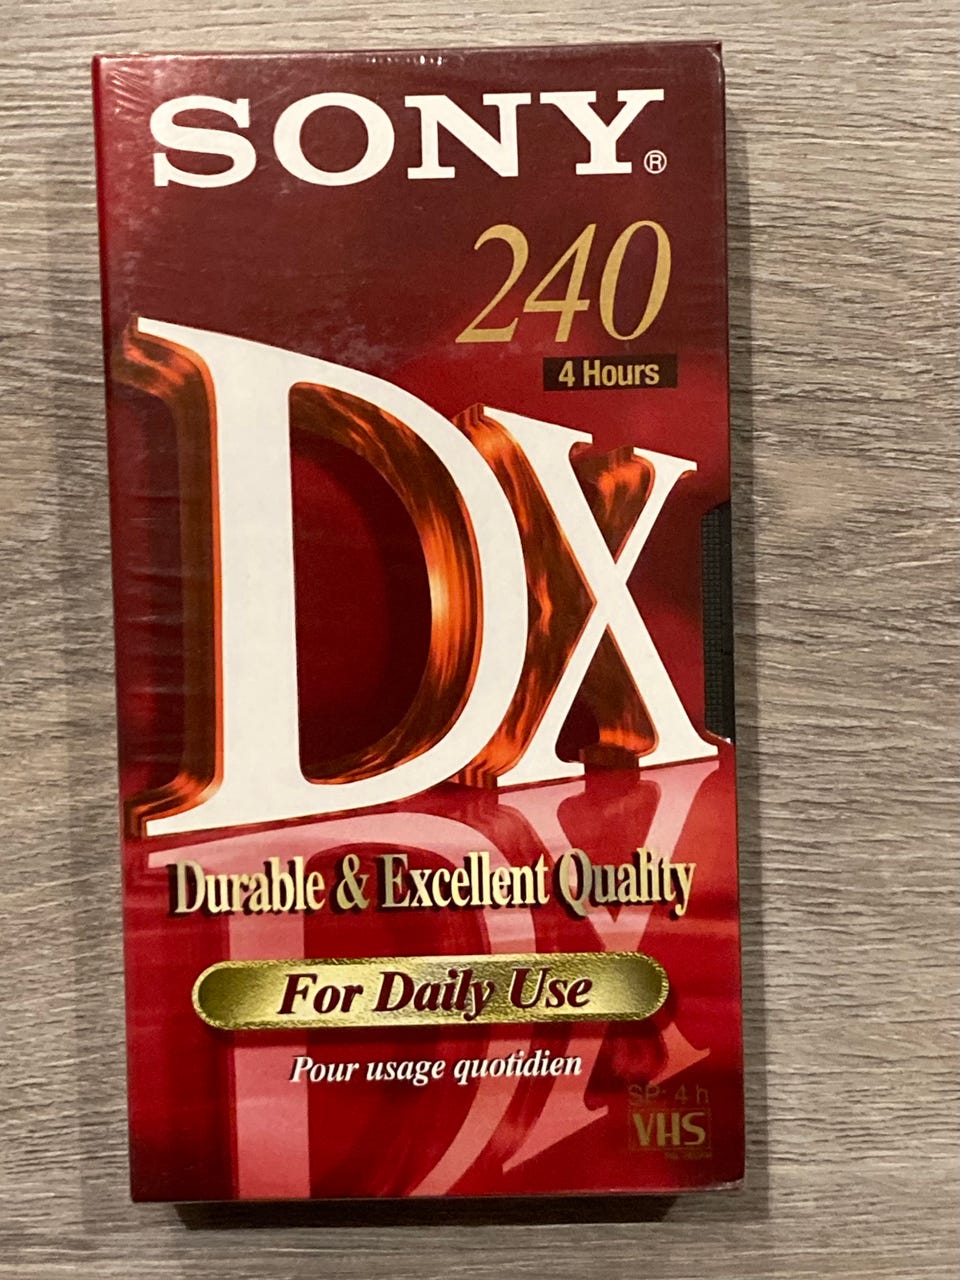 SONY®
240
4 Hours
DX
Durable & Excellent Quality
For Daily Use
Pour usage quotidien
SP: 4 h
VHS